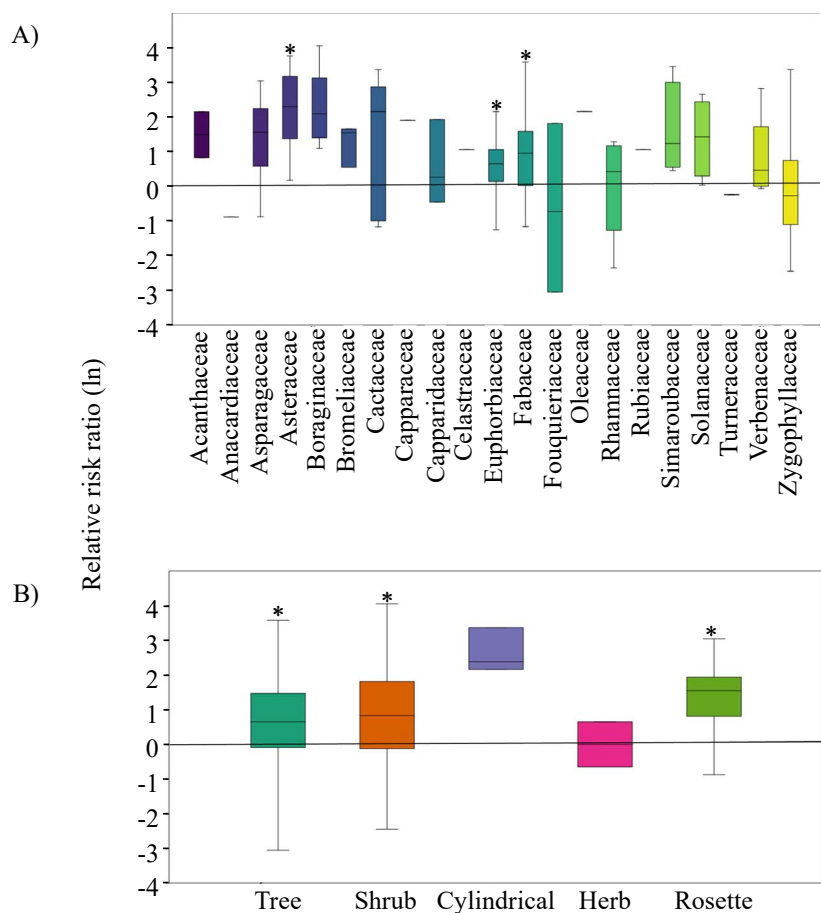 A)
*
*
*
4
3
2
1
0
-1
-2
-3
-4
Acanthaceae
Anacardiaceae
Asparagaceae
Asteraceae
Boraginaceae
Bromeliaceae
Cactaceae
Capparaceae
Capparidaceae
Celastraceae
Euphorbiaceae
Fabaceae
Fouquieriaceae
Oleaceae
Rhamnaceae
Rubiaceae
Simaroubaceae
Solanaceae
Turneraceae
Verbenaceae
Zygophyllaceae
Relative risk ratio (ln)
B)
*
*
*
4
3
2
1
0
-1
-2
-3
-4
Tree
Shrub
Cylindrical
Herb
Rosette